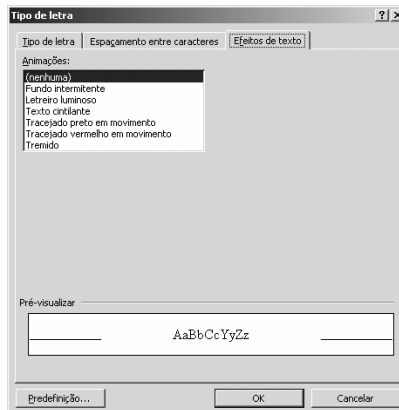 Tipo de letra
Tipo de letra Espaçamento entre caracteres Efeitos de texto
Animações:
(nenhuma)
Fundo intermitente
Letreiro luminoso
Texto cintilante
Tracejado preto em movimento
Tracejado vermelho em movimento
Tremido
Pré-visualizar
AaBbCcYyZz
Predefinição... OK Cancelar